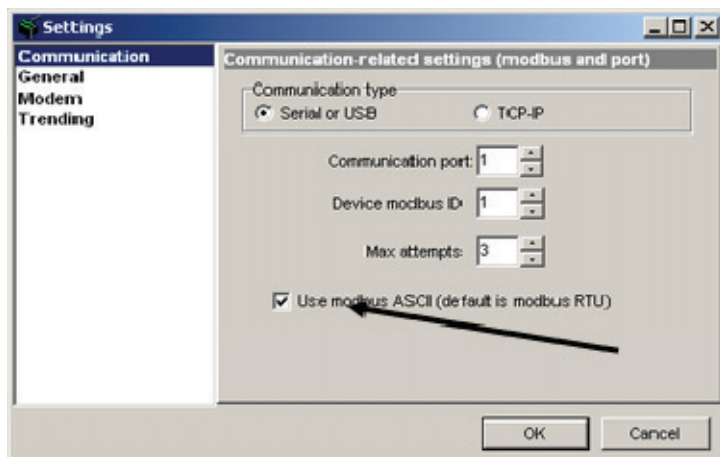 Settings
Communication
General
Modem
Trending
Communication-related settings (modbus and port)
Communication type
Serial or USB
TCP-IP
Communication port: 1
Device modbus ID: 1
Max attempts: 3
Use modbus ASCII (default is modbus RTU)
OK
Cancel